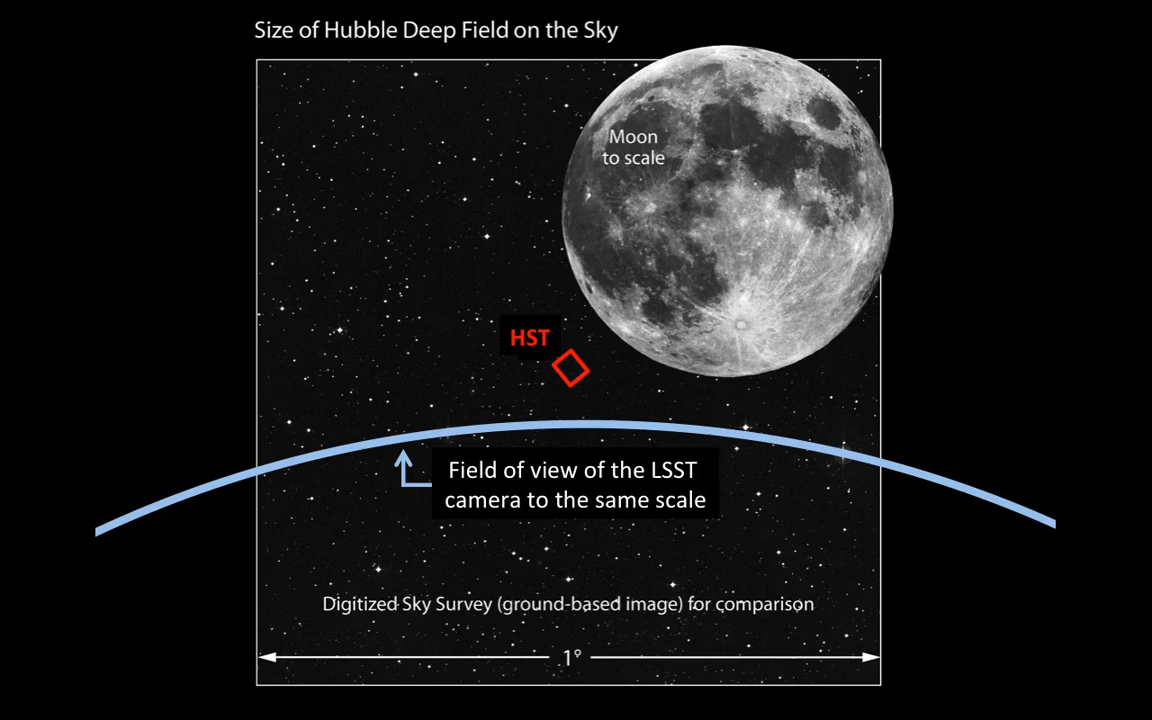 Size of Hubble Deep Field on the Sky
Moon
to scale
HST
Field of view of the LSST
camera to the same scale
Digitized Sky Survey (ground-based image) for comparison
1°